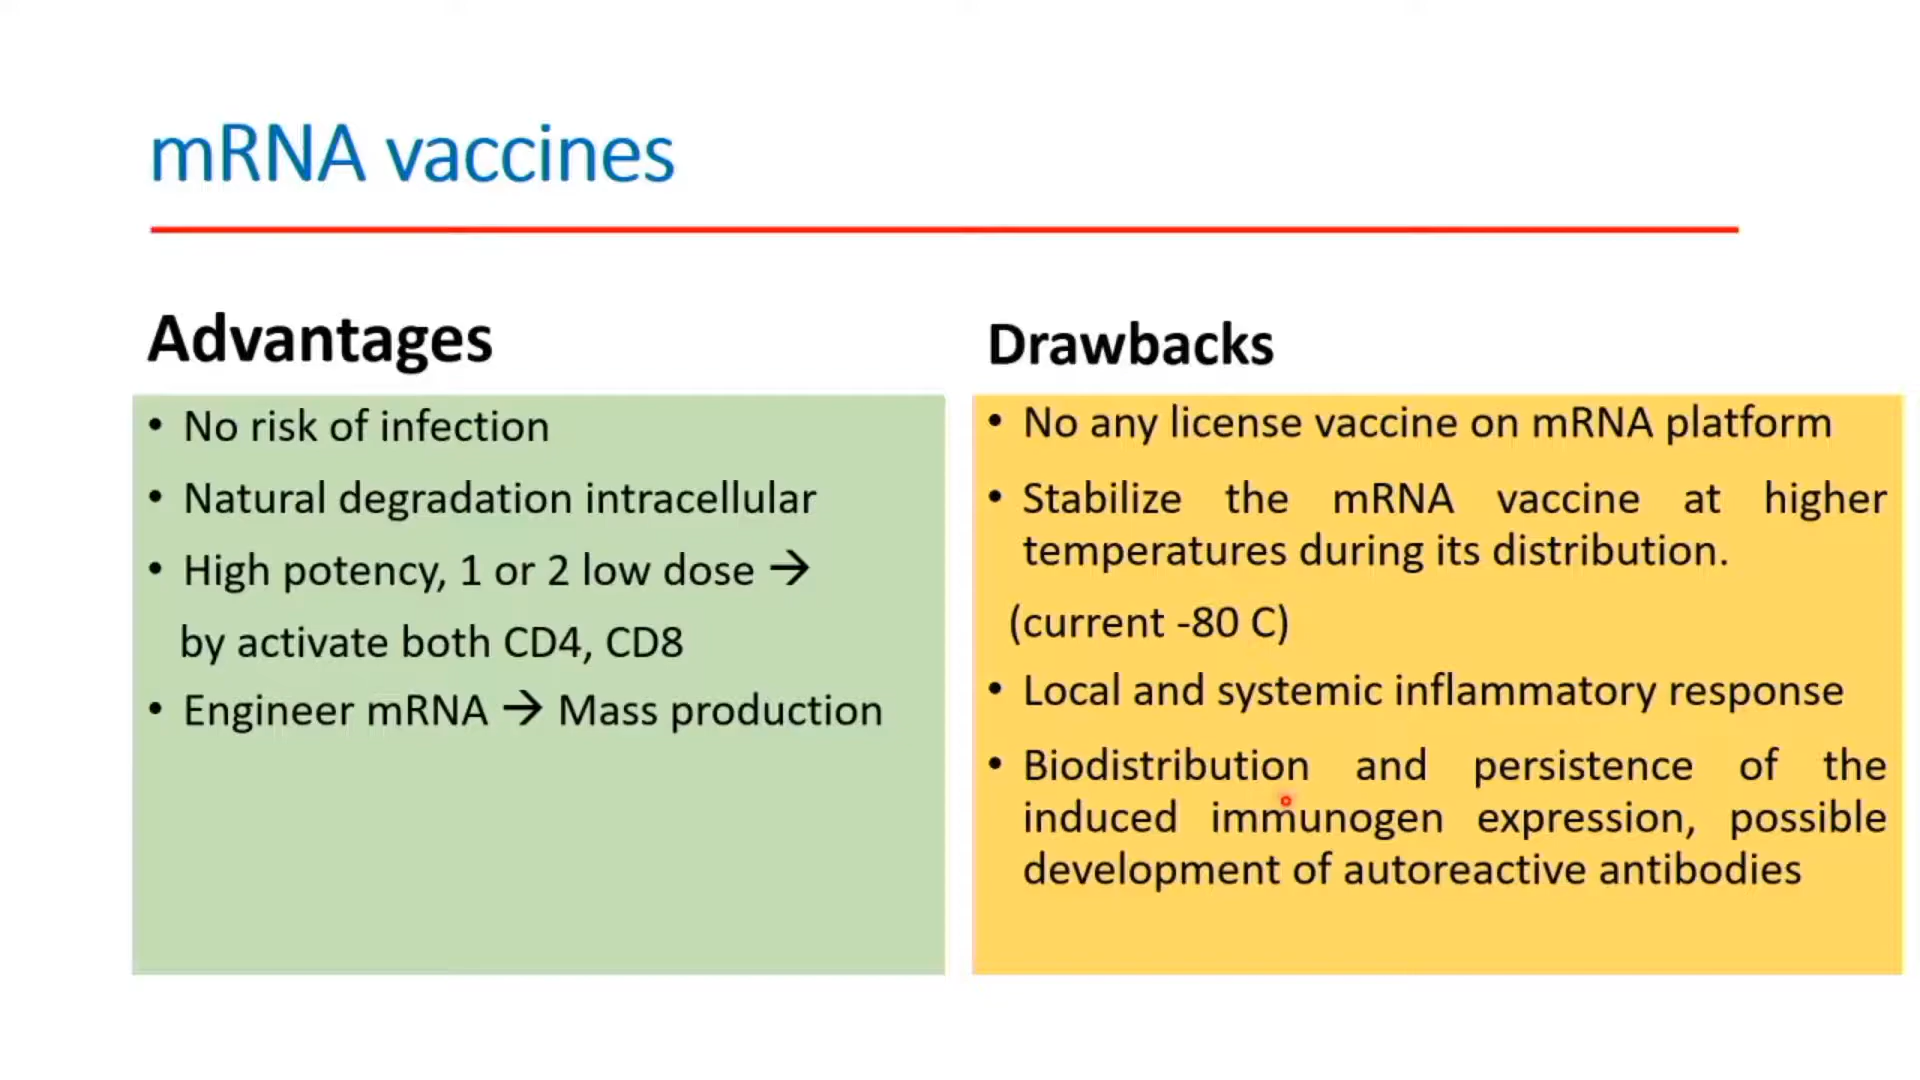 mRNA vaccines
Advantages
• No risk of infection
• Natural degradation intracellular
• High potency, 1 or 2 low dose →
by activate both CD4, CD8
• Engineer mRNA → Mass production
Drawbacks
• No any license vaccine on mRNA platform
• Stabilize the mRNA vaccine at higher
temperatures during its distribution.
(current -80 C)
• Local and systemic inflammatory response
• Biodistribution and persistence of the
induced immunogen expression, possible
development of autoreactive antibodies